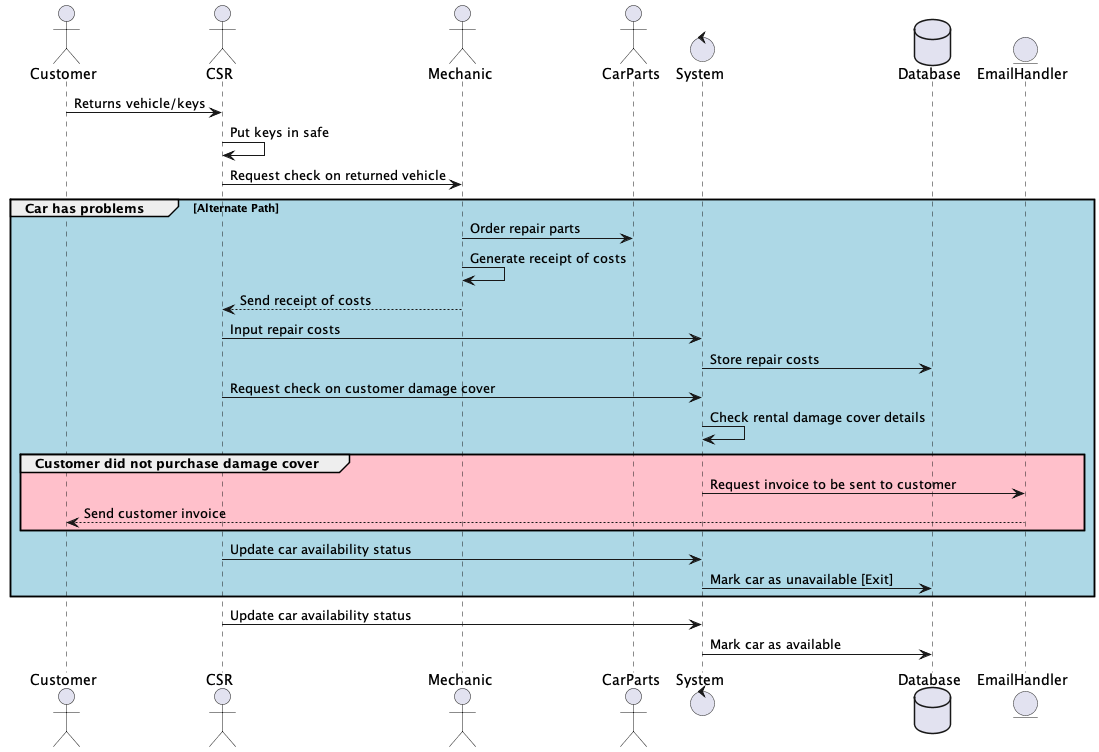 Customer CSR Mechanic CarParts System Database EmailHandler
Returns vehicle/keys
Put keys in safe
Request check on returned vehicle
Car has problems [Alternate Path]
Order repair parts
Generate receipt of costs
Send receipt of costs
Input repair costs
Store repair costs
Request check on customer damage cover
Check rental damage cover details
Customer did not purchase damage cover
Request invoice to be sent to customer
Send customer invoice
Update car availability status
Mark car as unavailable [Exit]
Update car availability status
Mark car as available
Customer CSR Mechanic CarParts System Database EmailHandler